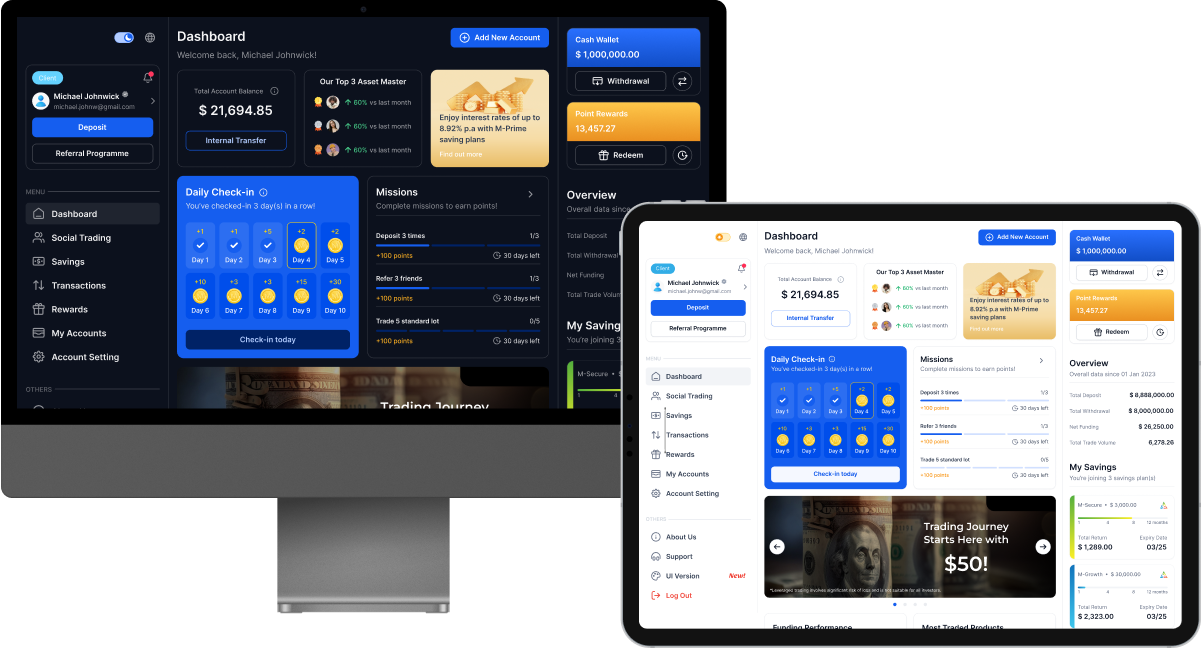 Dashboard
Welcome back, Michael Johnwick!
Add New Account
Client
Michael Johnwick
michael.johnw@gmail.com
Deposit
Referral Programme
MENU
Dashboard
Social Trading
Savings
Transactions
Rewards
My Accounts
Account Setting
OTHERS
Total Account Balance
$ 21,694.85
Internal Transfer
Our Top 3 Asset Master
60% vs last month
60% vs last month
60% vs last month
Enjoy interest rates of up to
8.92% p.a with M-Prime
saving plans
Find out more
Daily Check-in
You've checked-in 3 day(s) in a row!
+1 +1 +5 +2 +2
Day 1 Day 2 Day 3 Day 4 Day 5
+10 +3 +3 +15 +30
Day 6 Day 7 Day 8 Day 9 Day 10
Check-in today
Missions
Complete missions to earn points!
Deposit 3 times 1/3
+100 points 30 days left
Refer 3 friends 1/3
+100 points 30 days left
Trade 5 standard lot 0/5
+100 points 30 days left
Trading Journey
Cash Wallet
$ 1,000,000.00
Withdrawal
Point Rewards
13,457.27
Redeem
Overview
Overall data since
Total Deposit
Total Withdrawal
Net Funding
Total Trade Volum
My Saving
You're joining 3
M-Secure •
1 4
Dashboard
Welcome back, Michael Johnwick!
Add New Account
Client
Michael Johnwick
michael.johnw@gmail.com
Deposit
Referral Programme
MENU
Dashboard
Social Trading
Savings
Transactions
Rewards
My Accounts
Account Setting
OTHERS
About Us
Support
UI Version New!
Log Out
Total Account Balance
$ 21,694.85
Internal Transfer
Our Top 3 Asset Master
60% vs last month
60% vs last month
60% vs last month
Enjoy interest rates of up to
8.92% p.a with M-Prime
saving plans
Find out more
Daily Check-in
You've checked-in 3 day(s) in a row!
+1 +1 +5 +2 +2
Day 1 Day 2 Day 3 Day 4 Day 5
+10 +3 +3 +15 +30
Day 6 Day 7 Day 8 Day 9 Day 10
Check-in today
Missions
Complete missions to earn points!
Deposit 3 times 1/3
+100 points 30 days left
Refer 3 friends 1/3
+100 points 30 days left
Trade 5 standard lot 0/5
+100 points 30 days left
Trading Journey
Starts Here with
$50!
*Leveraged trading involves significant risk of loss and is not suitable for all investors.
Funding Performance
Most Traded Products
Cash Wallet
$ 1,000,000.00
Withdrawal
Point Rewards
13,457.27
Redeem
Overview
Overall data since 01 Jan 2023
Total Deposit $ 8,888,000.00
Total Withdrawal $ 8,000,000.00
Net Funding $ 26,250.00
Total Trade Volume 6,278.26
My Savings
You're joining 3 savings plan(s)
M-Secure • $ 3,000.00
1 4 8 12 months
Total Return Expiry Date
$ 1,289.00 03/25
M-Growth • $ 30,000.00
1 4 8 12 months
Total Return Expiry Date
$ 2,323.00 03/25